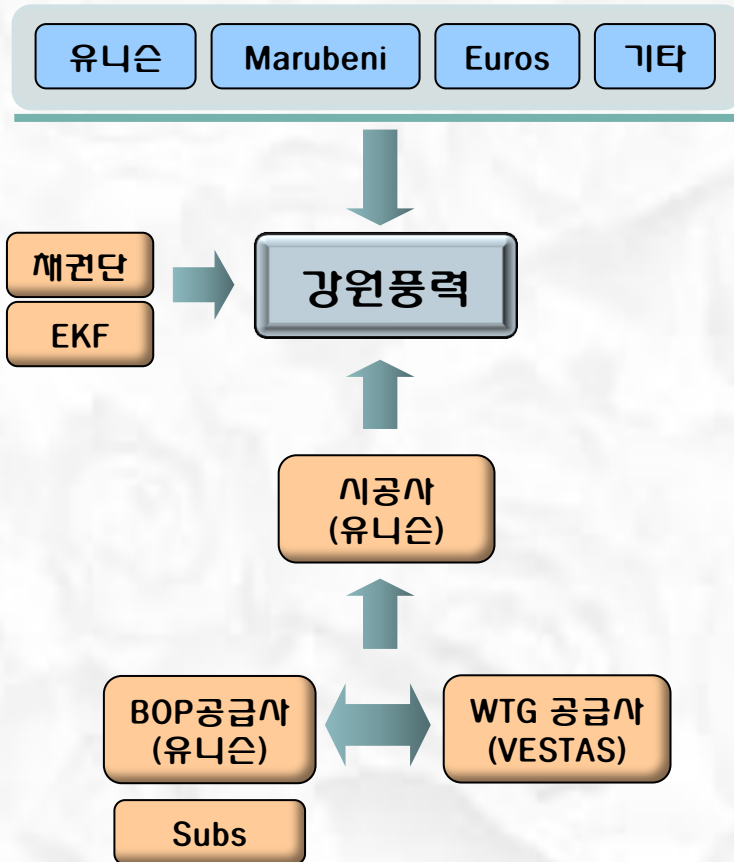 유니슨 Marubeni Euros 기타
채권단
EKF
강원풍력
시공사
(유니슨)
BOP공급사
(유니슨)
WTG 공급사
(VESTAS)
Subs